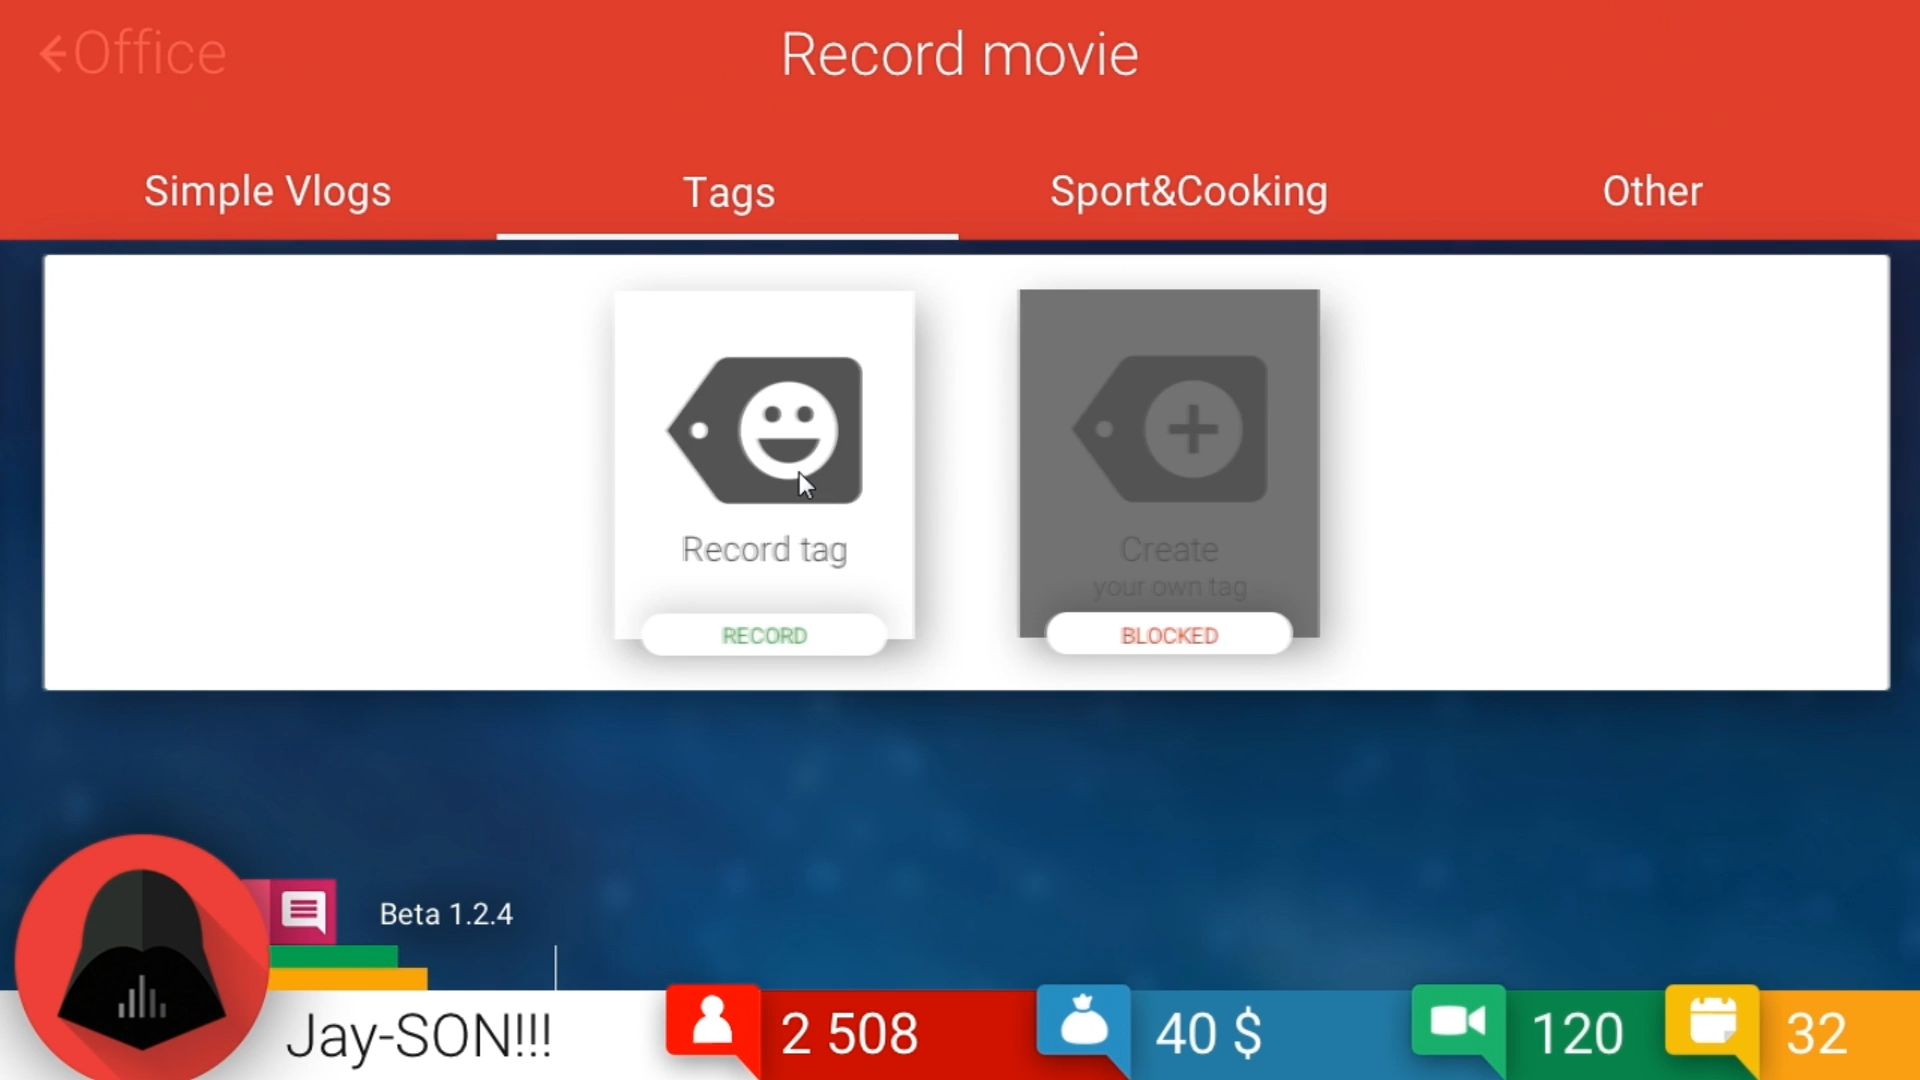 Office
Record movie
Simple Vlogs
Tags
Sport&Cooking
Other
Record tag
RECORD
Create
your own tag
BLOCKED
Beta 1.2.4
Jay-SON!!!
2 508
40 $
120
32